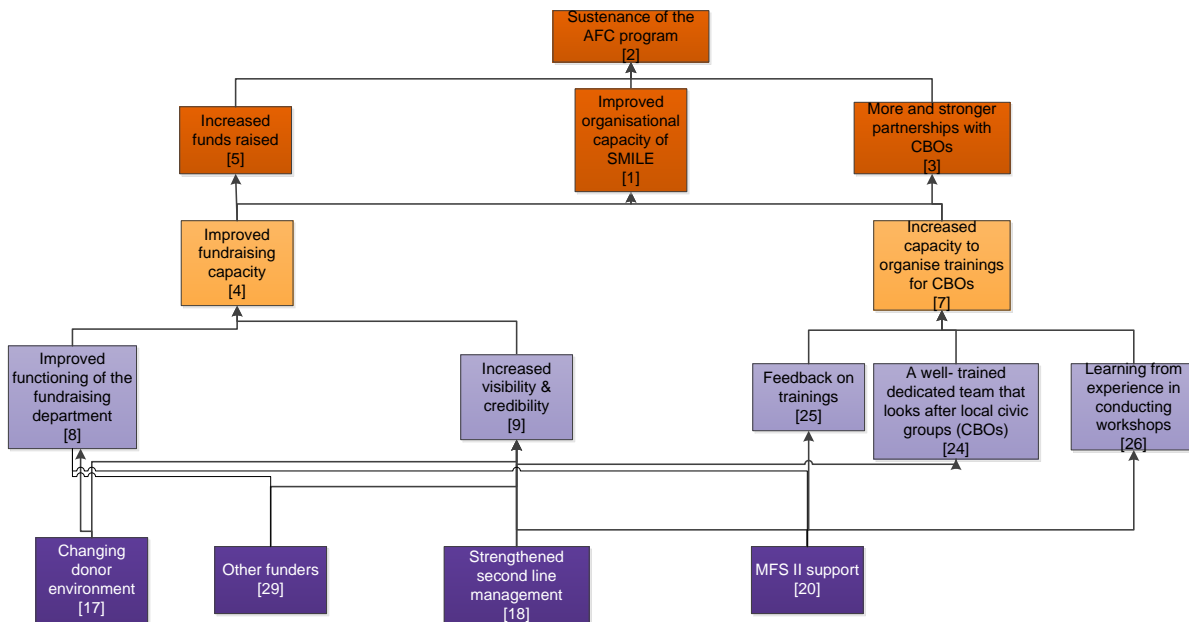 Sustenance of the
AFC program
[2]
Increased
funds raised
[5]
Improved
organisational
capacity of
SMILE
[1]
More and stronger
partnerships with
CBOs
[3]
Improved
fundraising
capacity
[4]
Increased
capacity to
organise trainings
for CBOs
[7]
Improved
functioning of the
fundraising
department
[8]
Increased
visibility &
credibility
[9]
Feedback on
trainings
[25]
A well- trained
dedicated team that
looks after local civic
groups (CBOs)
[24]
Learning from
experience in
conducting
workshops
[26]
Changing
donor
environment
[17]
Other funders
[29]
Strengthened
second line
management
[18]
MFS II support
[20]